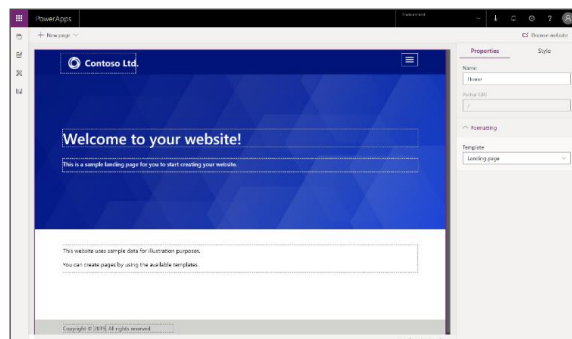 PowerApps
Environment
+ New page
Browse website
Contoso Ltd.
Welcome to your website!
This is a sample landing page for you to start creating your website.
This website uses sample data for illustration purposes.
You can create pages by using the available templates.
Copyright © 2019. All rights reserved.
Properties
Style
Name
Home
Partial URL
/
Formatting
Template
Landing page